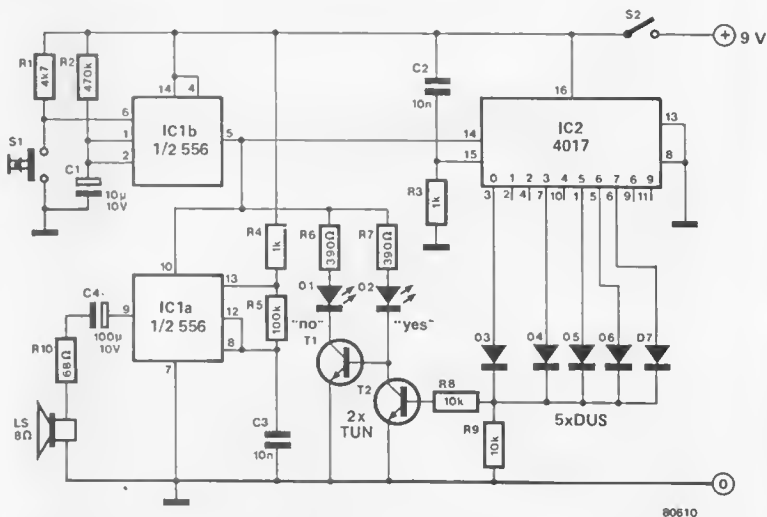 S2
9 V
R1
4k7
R2
470k
S1
C1
10µ
10V
14
4
6
1
2
5
IC1b
1/2 556
C2
10n
R3
1k
16
IC2
4017
14
15
13
8
0 1 2 3 4 5 6 7 6 9
3 2 4 7 10 1 5 6 9 11
R4
1k
R5
100k
R6
390Ω
R7
390Ω
D1
D2
"no"
"yes"
T1
T2
2x
TUN
10
13
12
8
9
7
IC1a
1/2 556
C4
100µ
10V
R10
68Ω
LS
8Ω
C3
10n
R8
10k
R9
10k
D3
D4
D5
D6
D7
5xDUS
0
80610